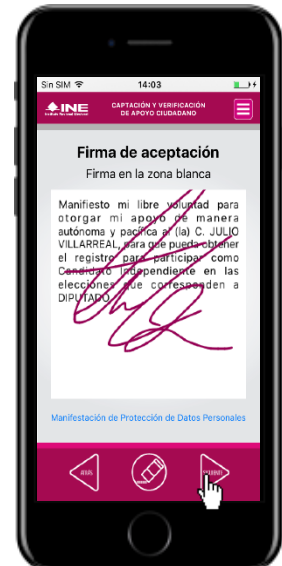 Sin SIM 14:03
INE
Instituto Nacional Electoral
CAPTACIÓN Y VERIFICACIÓN
DE APOYO CIUDADANO
Firma de aceptación
Firma en la zona blanca
Manifiesto mi libre voluntad para
otorgar mi apoyo de manera
autónoma y pacífica al (la) C. JULIO
VILLARREAL, para que pueda obtener
el registro para participar como
Candidato Independiente en las
elecciones que corresponden a
DIPUTADO.
Manifestación de Protección de Datos Personales
ATRÁS
SIGUIENTE